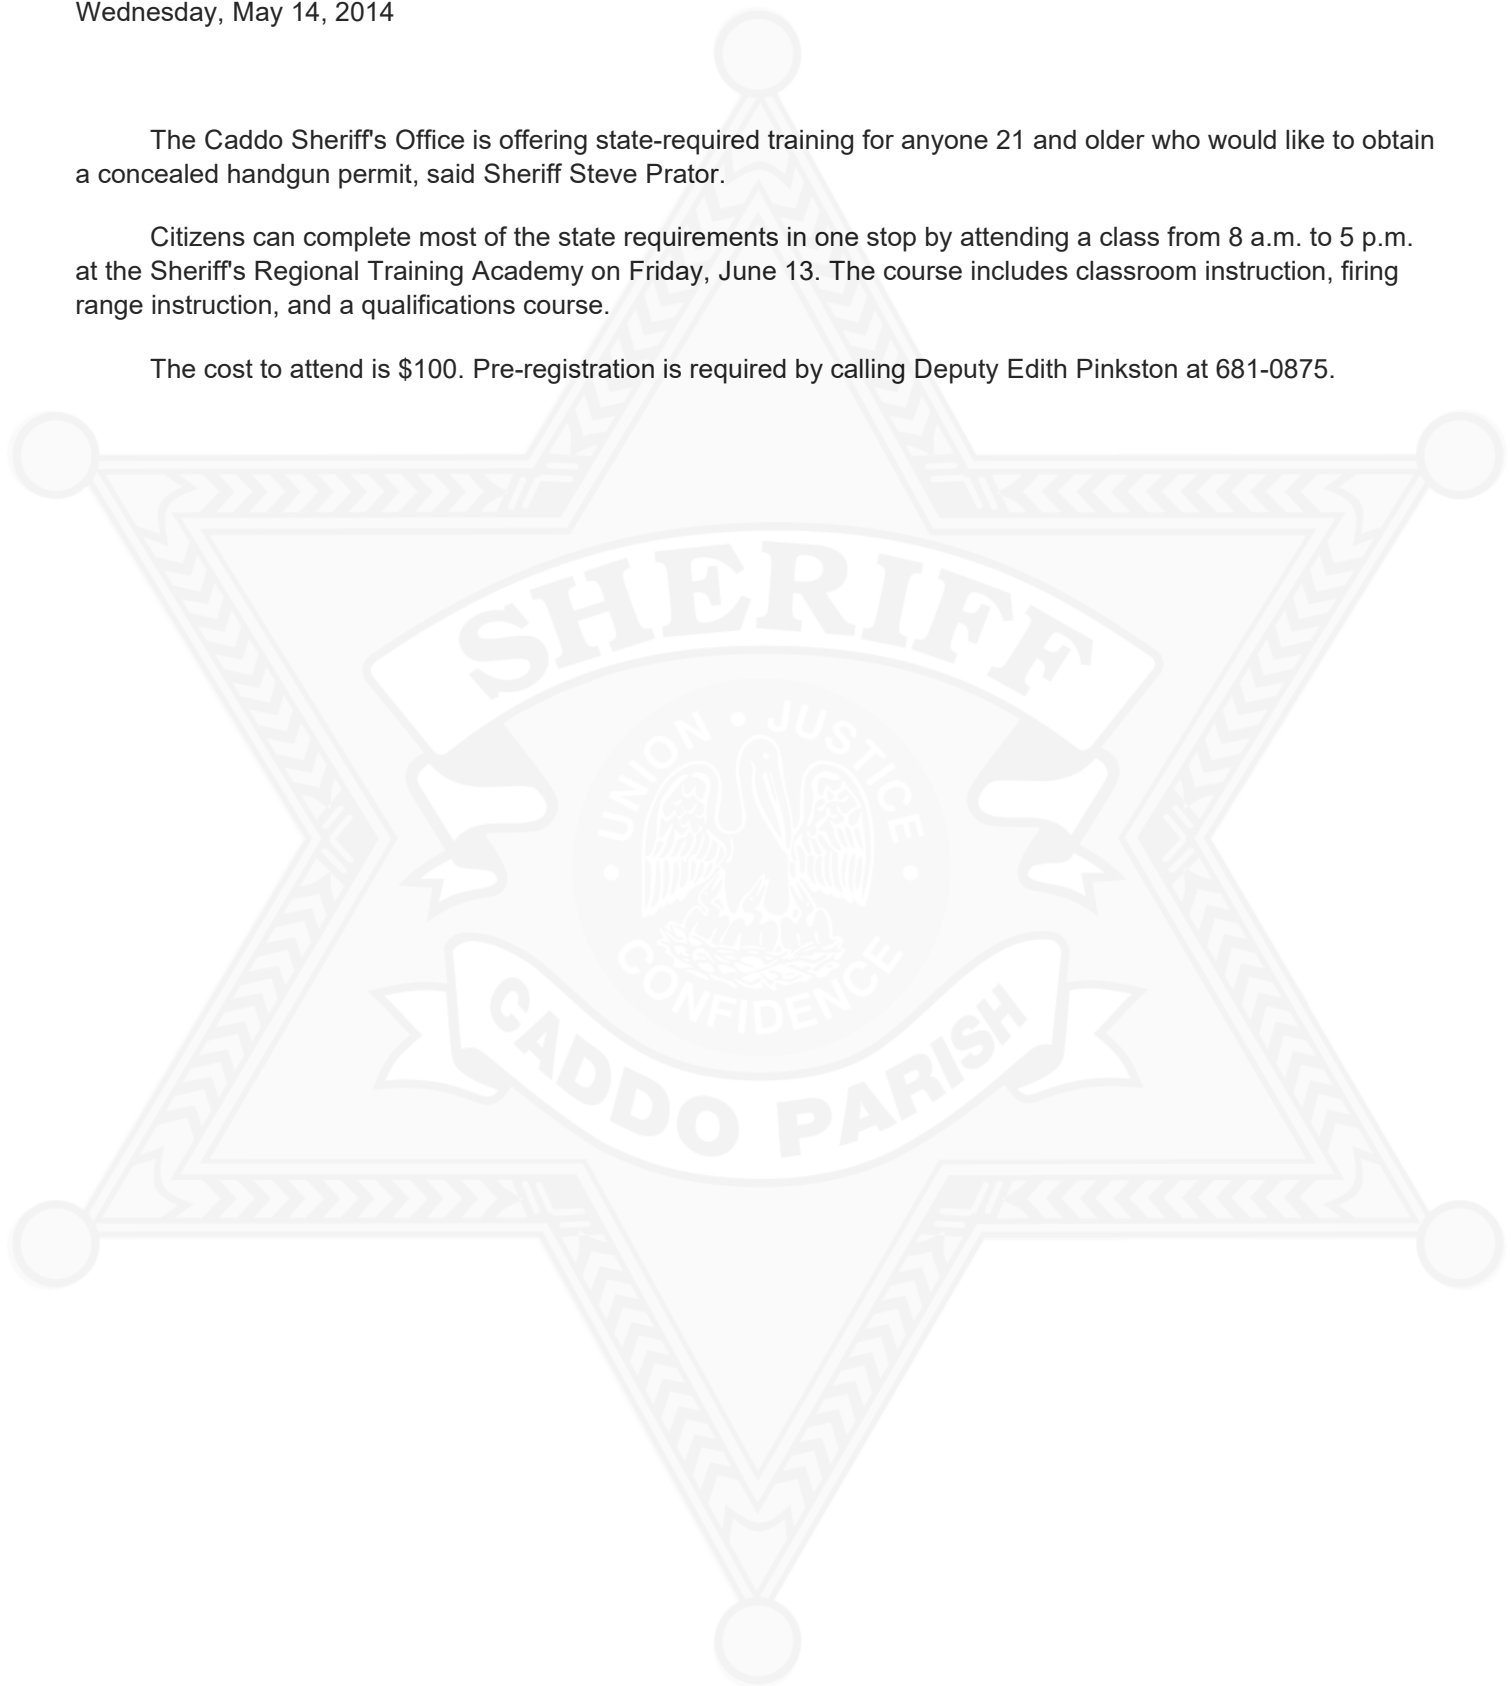 Wednesday, May 14, 2014
The Caddo Sheriff's Office is offering state-required training for anyone 21 and older who would like to obtain
a concealed handgun permit, said Sheriff Steve Prator.
Citizens can complete most of the state requirements in one stop by attending a class from 8 a.m. to 5 p.m.
at the Sheriff's Regional Training Academy on Friday, June 13. The course includes classroom instruction, firing
range instruction, and a qualifications course.
The cost to attend is $100. Pre-registration is required by calling Deputy Edith Pinkston at 681-0875.
SHERIFF
UNION • JUSTICE
• CONFIDENCE •
CADDO PARISH